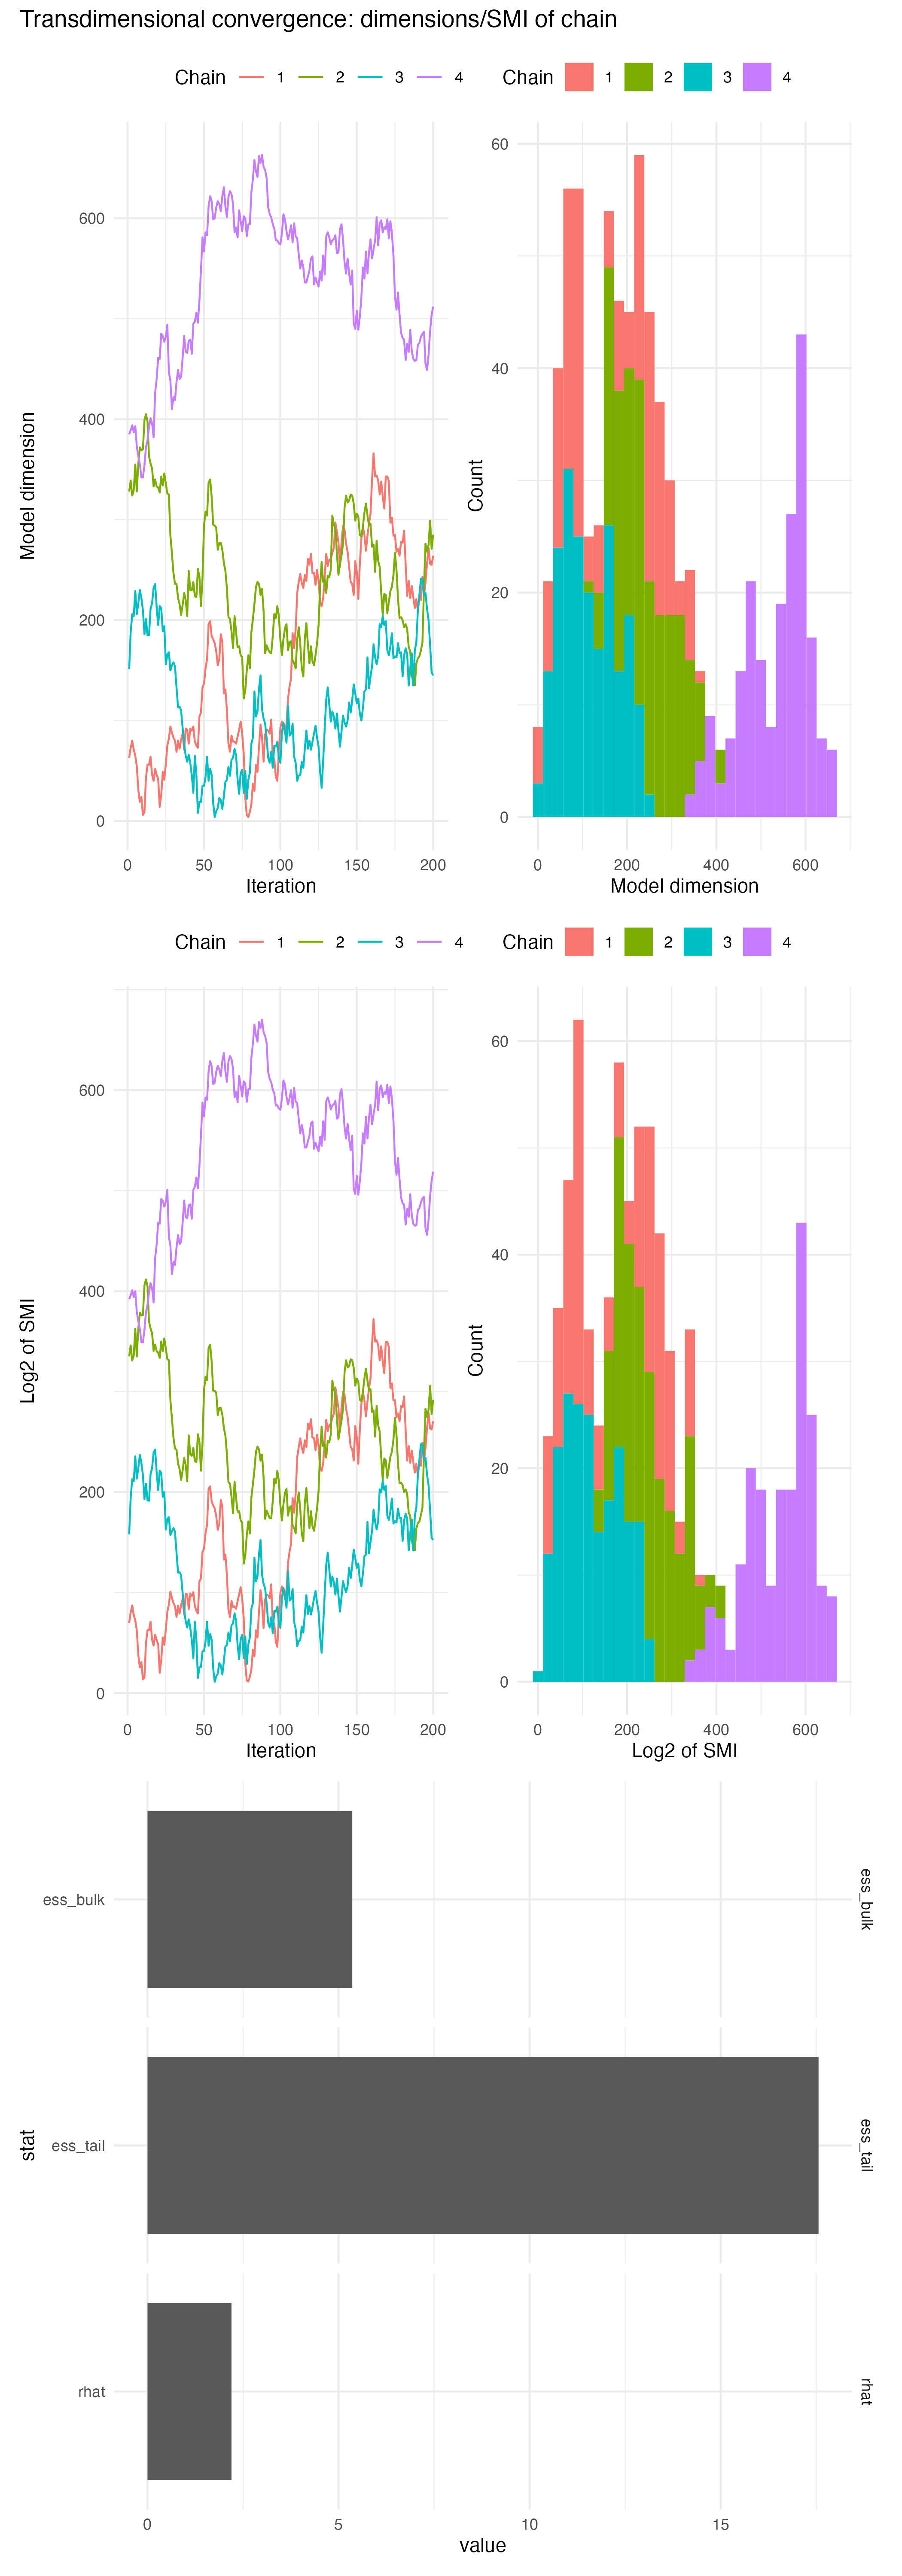 Transdimensional convergence: dimensions/SMI of chain
Chain 1 2 3 4
Chain 1 2 3 4
Model dimension
600
400
200
0
0 50 100 150 200
Iteration
Count
60
40
20
0
0 200 400 600
Model dimension
Chain 1 2 3 4
Chain 1 2 3 4
Log2 of SMI
600
400
200
0
0 50 100 150 200
Iteration
Count
60
40
20
0
0 200 400 600
Log2 of SMI
stat
ess_bulk
ess_bulk
ess_tail
ess_tail
rhat
rhat
0 5 10 15
value